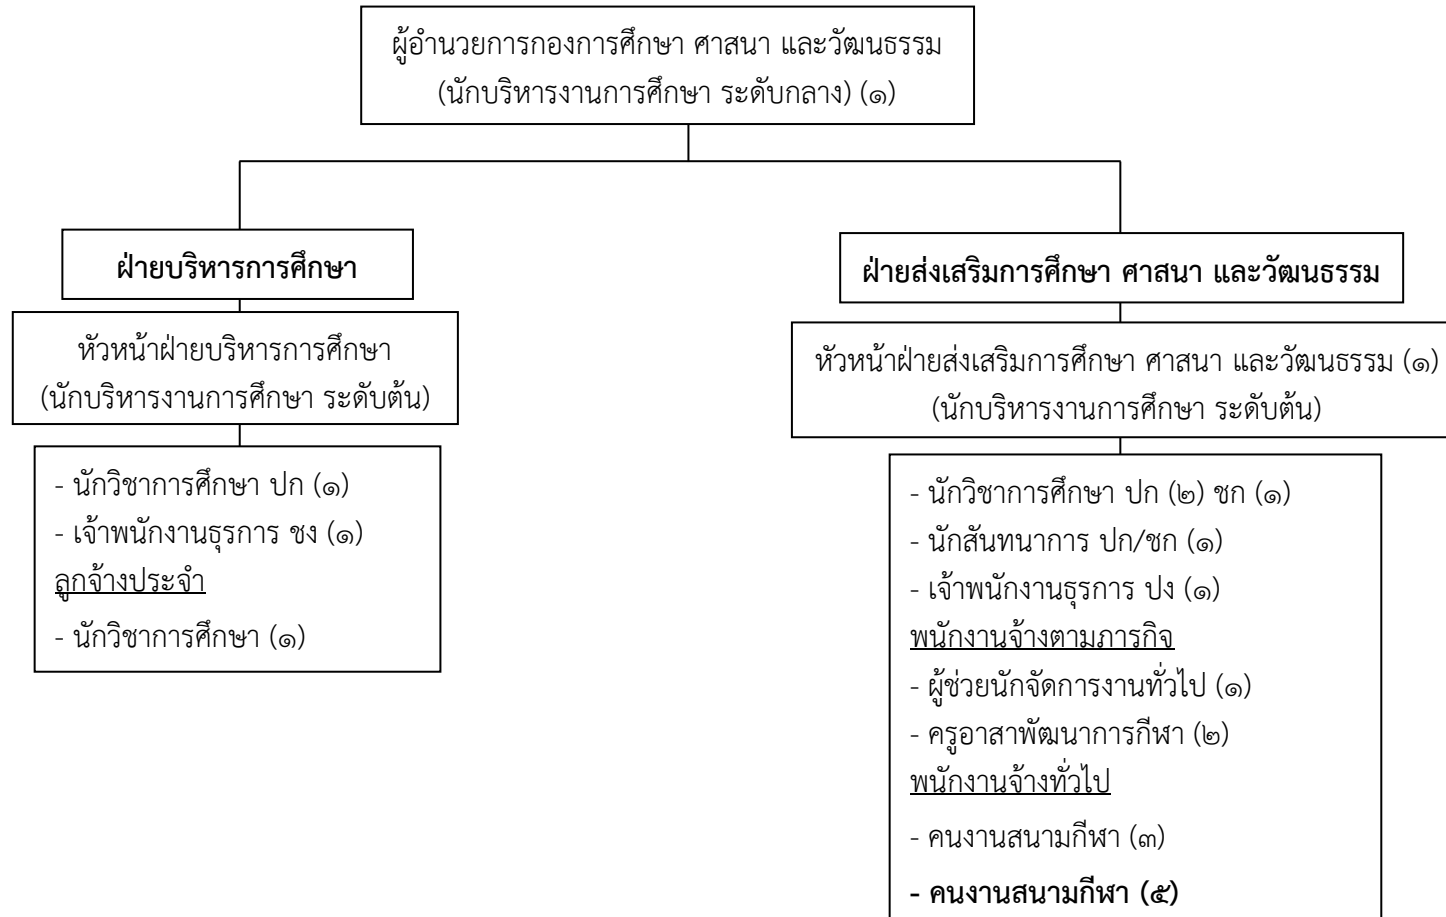 ผู้อำนวยการกองการศึกษา ศาสนา และวัฒนธรรม
(นักบริหารงานการศึกษา ระดับกลาง) (๑)
ฝ่ายบริหารการศึกษา
หัวหน้าฝ่ายบริหารการศึกษา
(นักบริหารงานการศึกษา ระดับต้น)
- นักวิชาการศึกษา ปก (๑)
- เจ้าพนักงานธุรการ ชง (๑)
ลูกจ้างประจำ
- นักวิชาการศึกษา (๑)
ฝ่ายส่งเสริมการศึกษา ศาสนา และวัฒนธรรม
หัวหน้าฝ่ายส่งเสริมการศึกษา ศาสนา และวัฒนธรรม (๑)
(นักบริหารงานการศึกษา ระดับต้น)
- นักวิชาการศึกษา ปก (๒) ชก (๑)
- นักสันทนาการ ปก/ชก (๑)
- เจ้าพนักงานธุรการ ปง (๑)
พนักงานจ้างตามภารกิจ
- ผู้ช่วยนักจัดการงานทั่วไป (๑)
- ครูอาสาพัฒนาการกีฬา (๒)
พนักงานจ้างทั่วไป
- คนงานสนามกีฬา (๓)
- คนงานสนามกีฬา (๕)